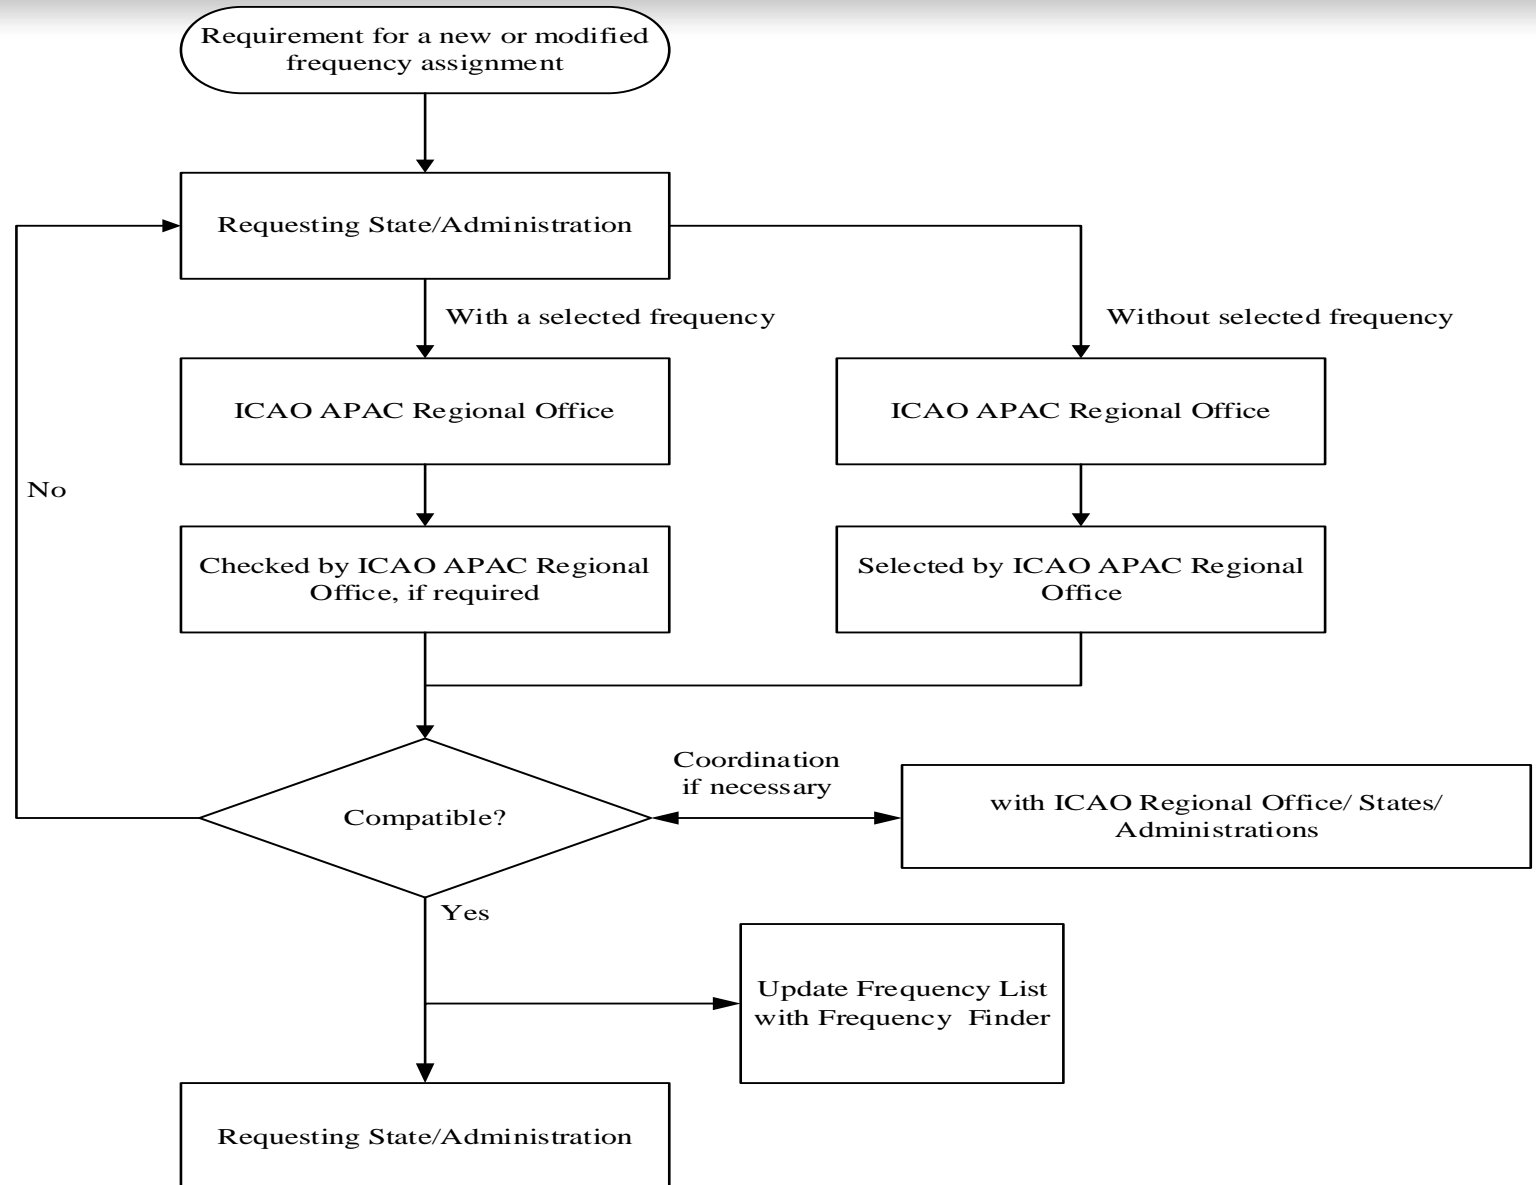 Requirement for a new or modified
frequency assignment
Requesting State/Administration
With a selected frequency
Without selected frequency
ICAO APAC Regional Office
ICAO APAC Regional Office
No
Checked by ICAO APAC Regional
Office, if required
Selected by ICAO APAC Regional
Office
Compatible?
Coordination
if necessary
with ICAO Regional Office/ States/
Administrations
Yes
Update Frequency List
with Frequency  Finder
Requesting State/Administration